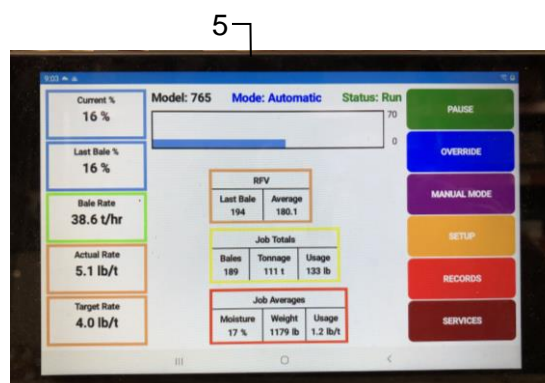 5
9:03
Current %
16 %
Last Bale %
16 %
Bale Rate
38.6 t/hr
Actual Rate
5.1 lb/t
Target Rate
4.0 lb/t
Model: 765 Mode: Automatic Status: Run
70
0
RFV
Last Bale Average
194 180.1
Job Totals
Bales Tonnage Usage
189 111 t 133 lb
Job Averages
Moisture Weight Usage
17 % 1179 lb 1.2 lb/t
PAUSE
OVERRIDE
MANUAL MODE
SETUP
RECORDS
SERVICES